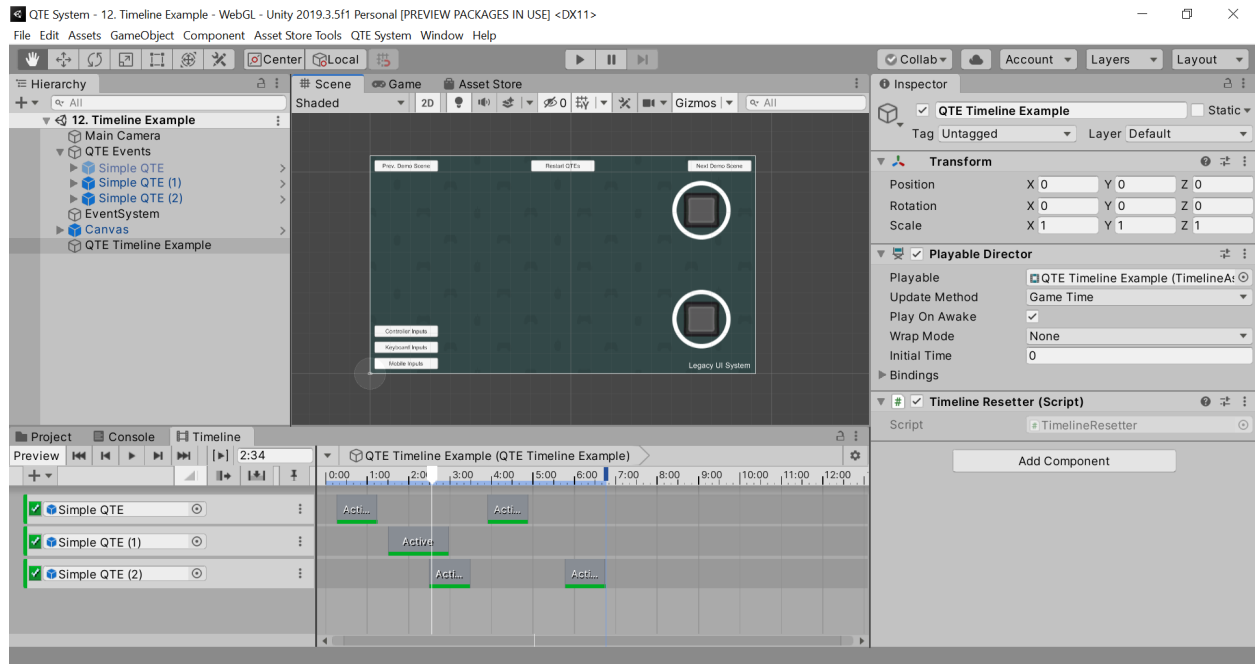 QTE System - 12. Timeline Example - WebGL - Unity 2019.3.5f1 Personal [PREVIEW PACKAGES IN USE] <DX11>
File Edit Assets GameObject Component Asset Store Tools QTE System Window Help
Center Local Collab Account Layers Layout
Hierarchy
All
12. Timeline Example
Main Camera
QTE Events
Simple QTE
Simple QTE (1)
Simple QTE (2)
EventSystem
Canvas
QTE Timeline Example
Scene Game Asset Store
Shaded 2D 0 Gizmos All
Prev. Demo Scene Restart QTEs Next Demo Scene
Controller Inputs
Keyboard Inputs
Mobile Inputs
Legacy UI System
Inspector
QTE Timeline Example Static
Tag Untagged Layer Default
Transform
Position X 0 Y 0 Z 0
Rotation X 0 Y 0 Z 0
Scale X 1 Y 1 Z 1
Playable Director
Playable QTE Timeline Example (TimelineAs
Update Method Game Time
Play On Awake
Wrap Mode None
Initial Time 0
Bindings
# Timeline Resetter (Script)
Script # TimelineResetter
Add Component
Project Console Timeline
Preview 2:34 QTE Timeline Example (QTE Timeline Example)
0:00 1:00 2:00 3:00 4:00 5:00 6:00 7:00 8:00 9:00 10:00 11:00 12:00
Simple QTE Acti... Acti...
Simple QTE (1) Active
Simple QTE (2) Acti... Acti...